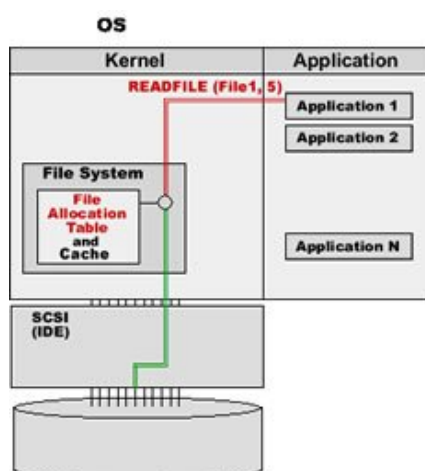 OS
Kernel
Application
READFILE (File1, 5)
Application 1
Application 2
File System
File
Allocation
Table
and
Cache
Application N
SCSI
(IDE)